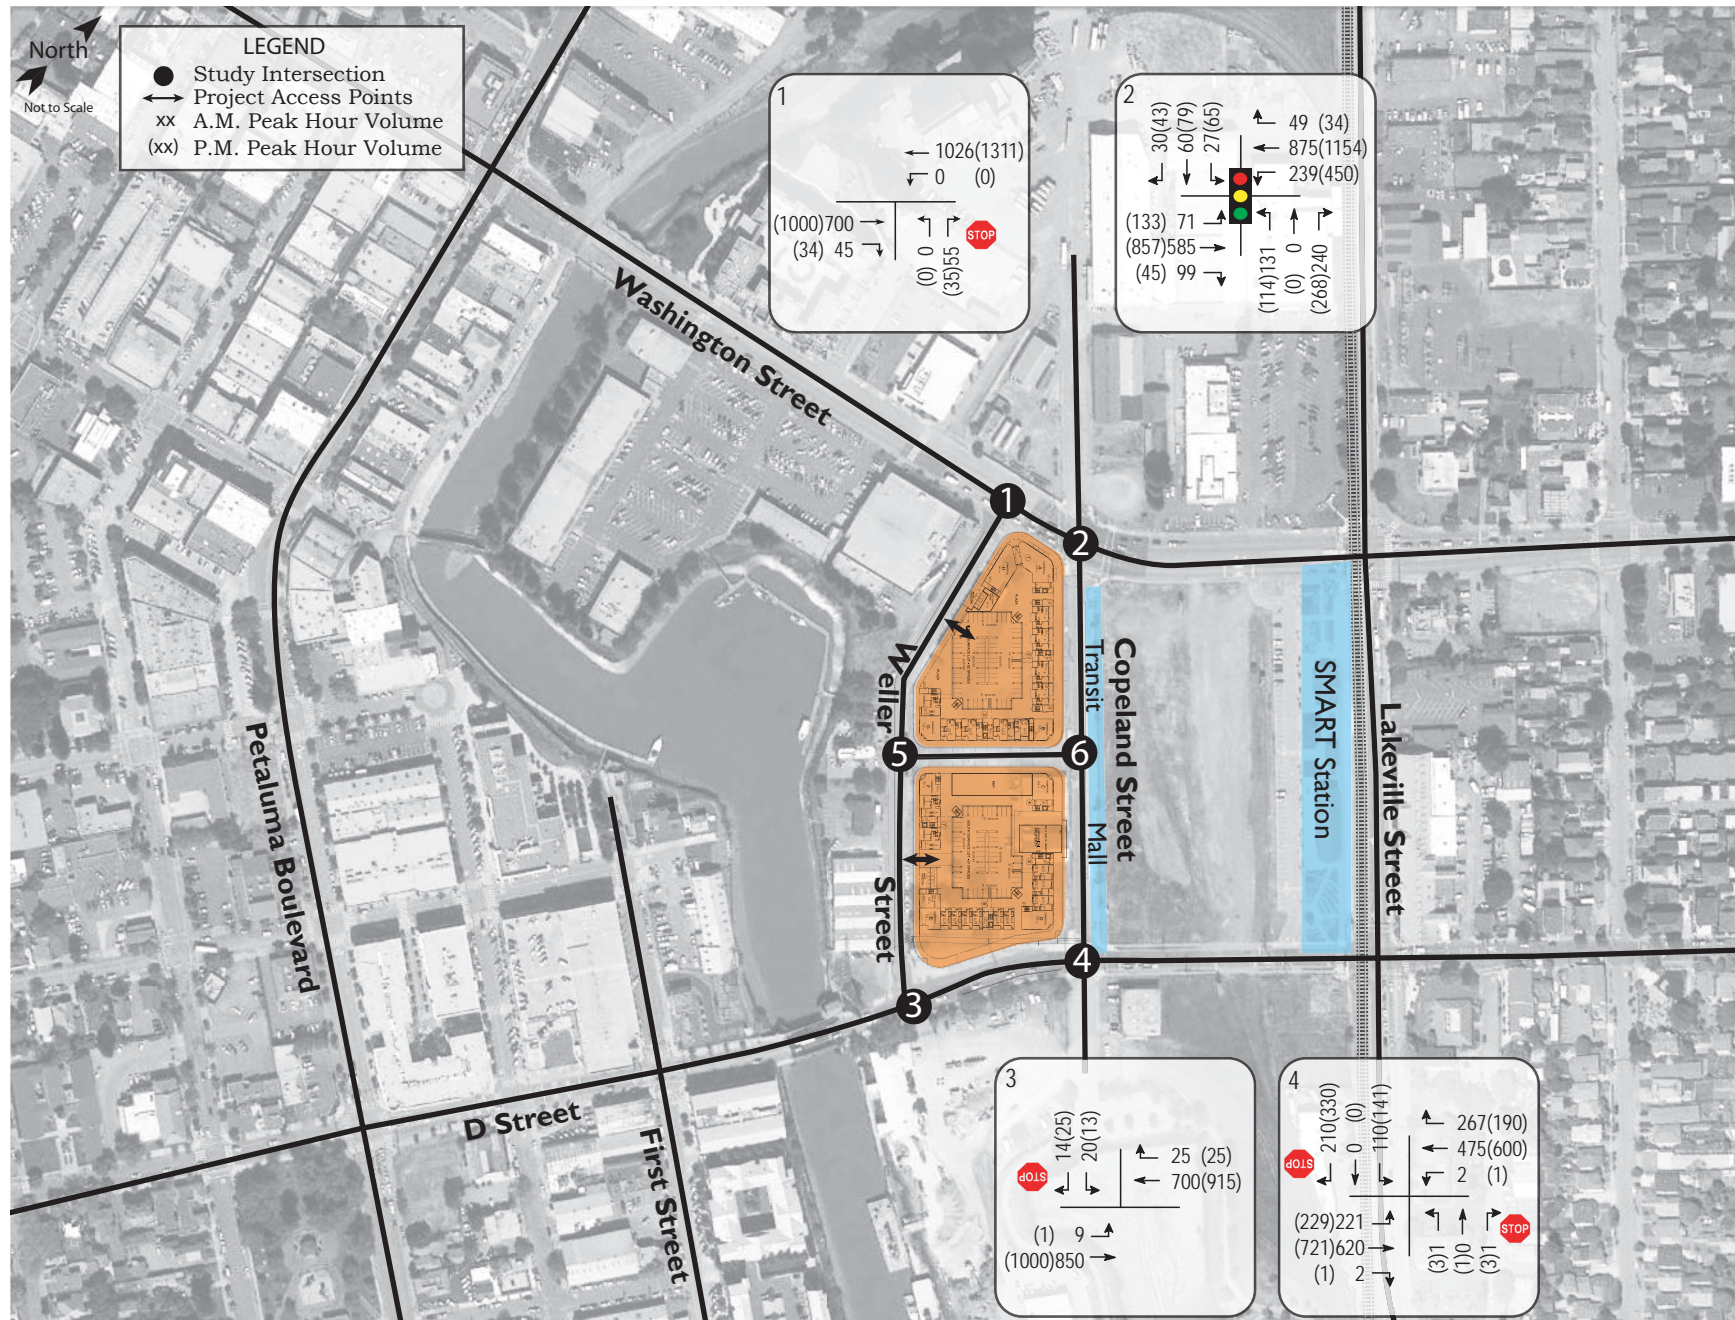 North
Not to Scale
LEGEND
Study Intersection
Project Access Points
xx A.M. Peak Hour Volume
(xx) P.M. Peak Hour Volume
1
1026(1311)
0 (0)
(1000)700
(34) 45
(0) 0
(35)55
STOP
2
30(43)
60(79)
27(65)
49 (34)
875(1154)
239(450)
(133) 71
(857)585
(45) 99
(114)131
(0) 0
(268)240
Washington Street
1
2
Weller
Street
Transit
Mall
Copeland Street
SMART Station
Lakeville Street
5
6
4
3
Petaluma Boulevard
D Street
First Street
3
STOP
14(25)
20(13)
25 (25)
700(915)
(1) 9
(1000)850
4
STOP
210(330)
0 (0)
110(141)
267(190)
475(600)
2 (1)
(229)221
(721)620
(1) 2
(3)1
(1)0
(3)1
STOP